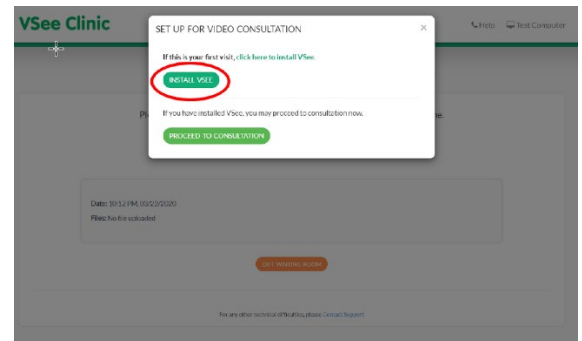 VSee Clinic
Help Test Computer
SET UP FOR VIDEO CONSULTATION ×
If this is your first visit, click here to install VSee.
INSTALL VSEE
If you have installed VSee, you may proceed to consultation now.
PROCEED TO CONSULTATION
Date: 10:12 PM, 03/23/2020
Files: No file uploaded
EXIT WAITING ROOM
For any other technical difficulties, please Contact Support